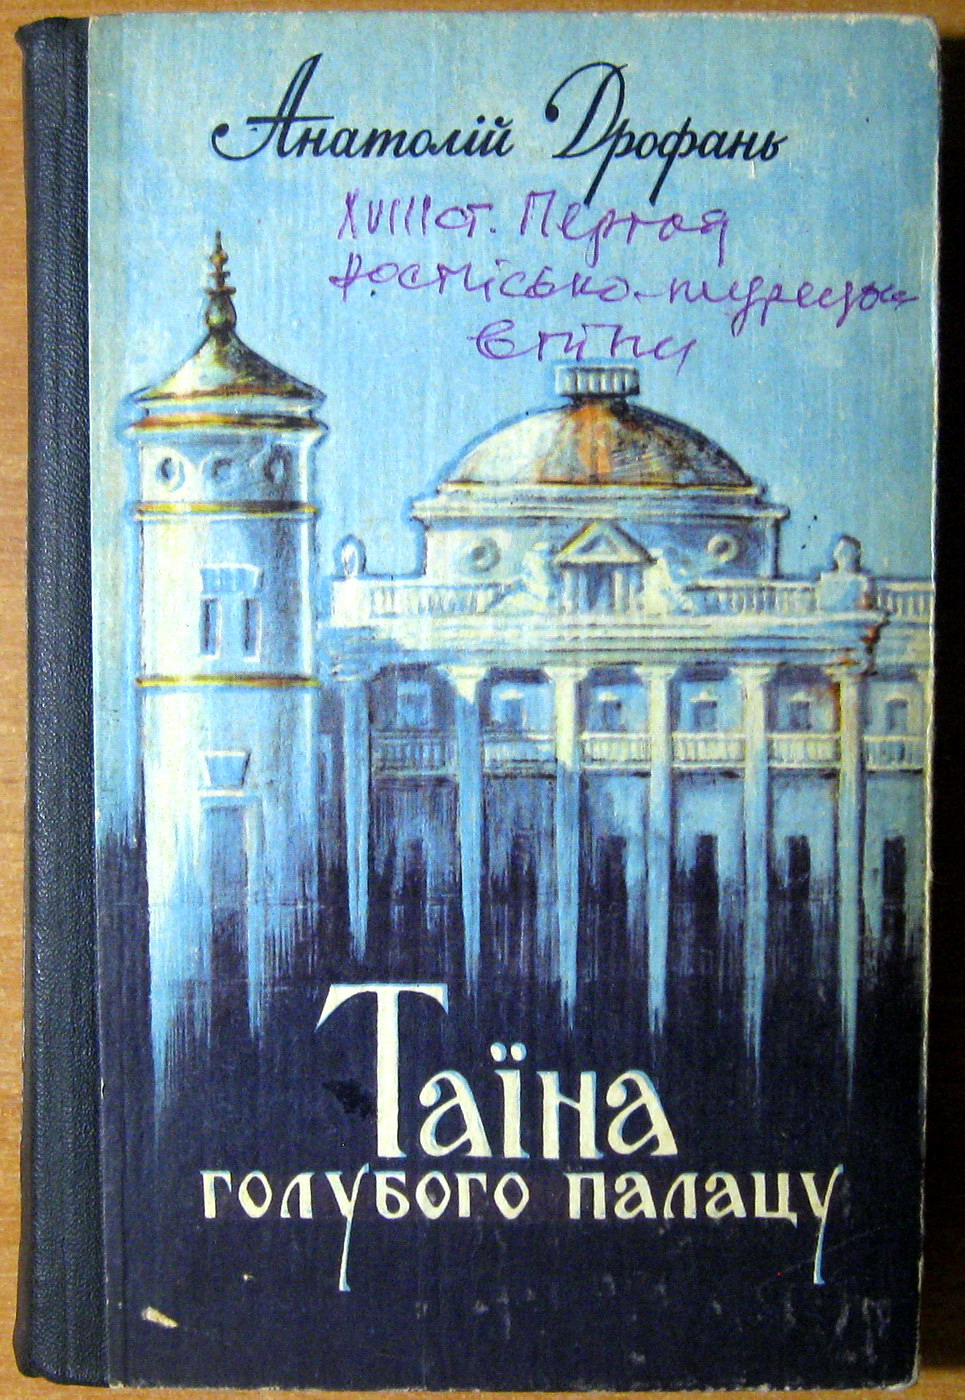 Анатолій Дрофань
XVIII ст. Перша
російсько-турецька
війна
Таїна
голубого палацу